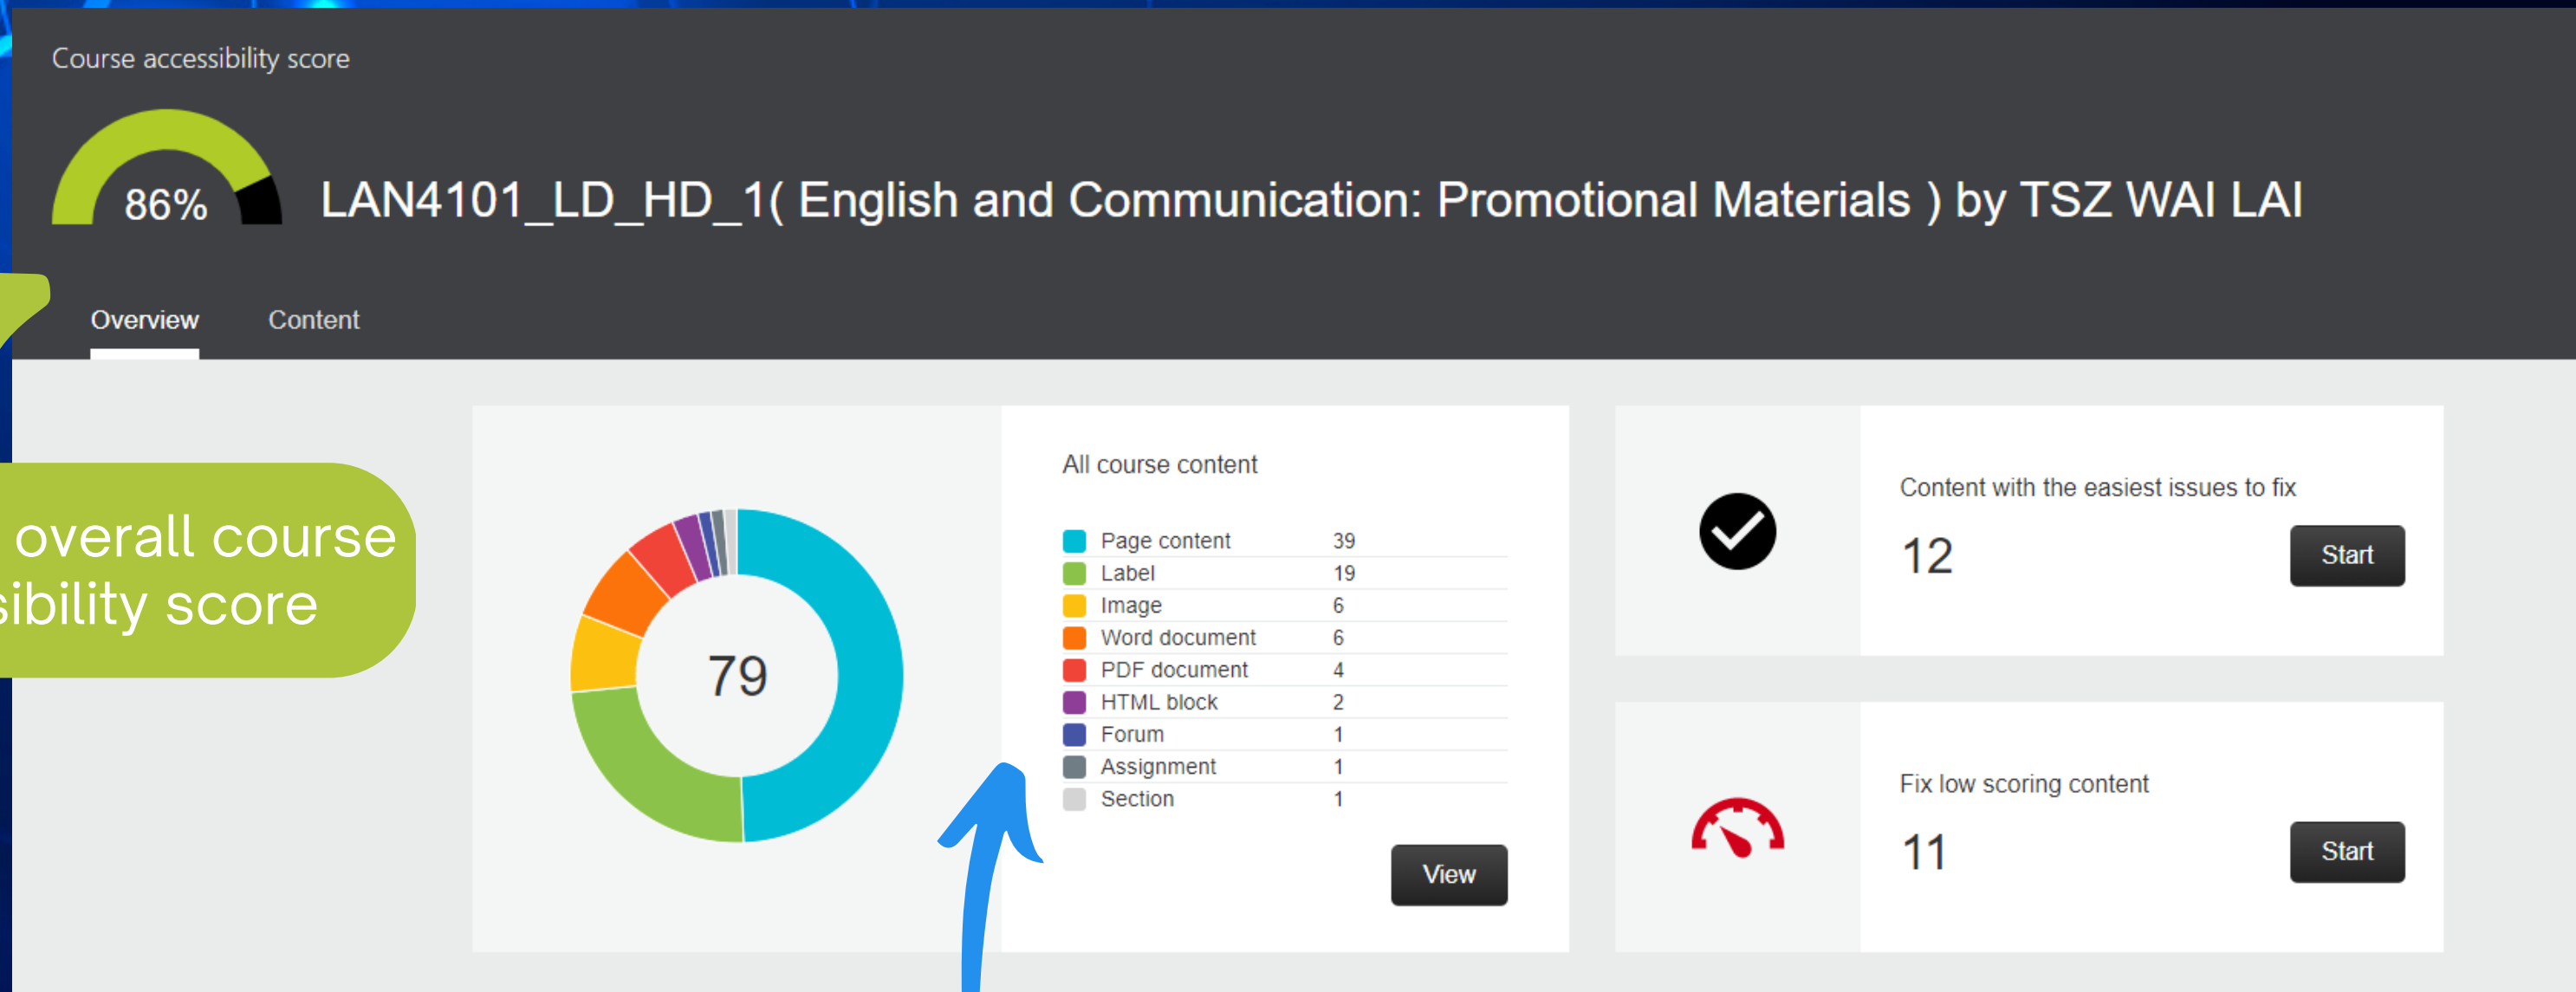 Course accessibility score
86%
LAN4101_LD_HD_1( English and Communication: Promotional Materials ) by TSZ WAI LAI
Overview Content
overall course
sibility score
79
All course content
Page content 39
Label 19
Image 6
Word document 6
PDF document 4
HTML block 2
Forum 1
Assignment 1
Section 1
View
Content with the easiest issues to fix
12
Start
Fix low scoring content
11
Start